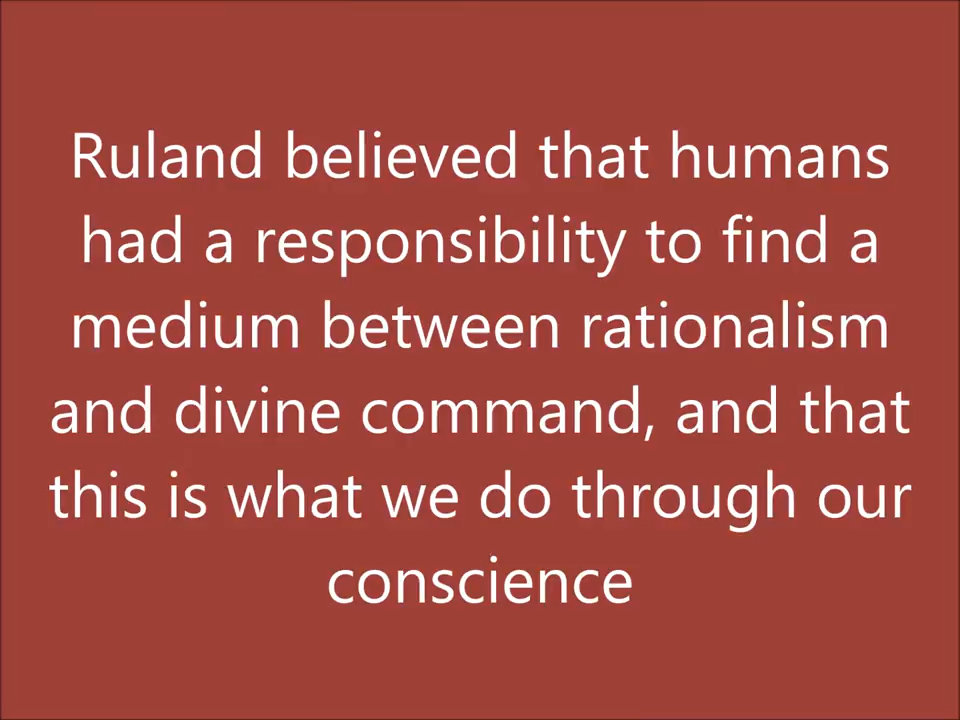 Ruland believed that humans
had a responsibility to find a
medium between rationalism
and divine command, and that
this is what we do through our
conscience